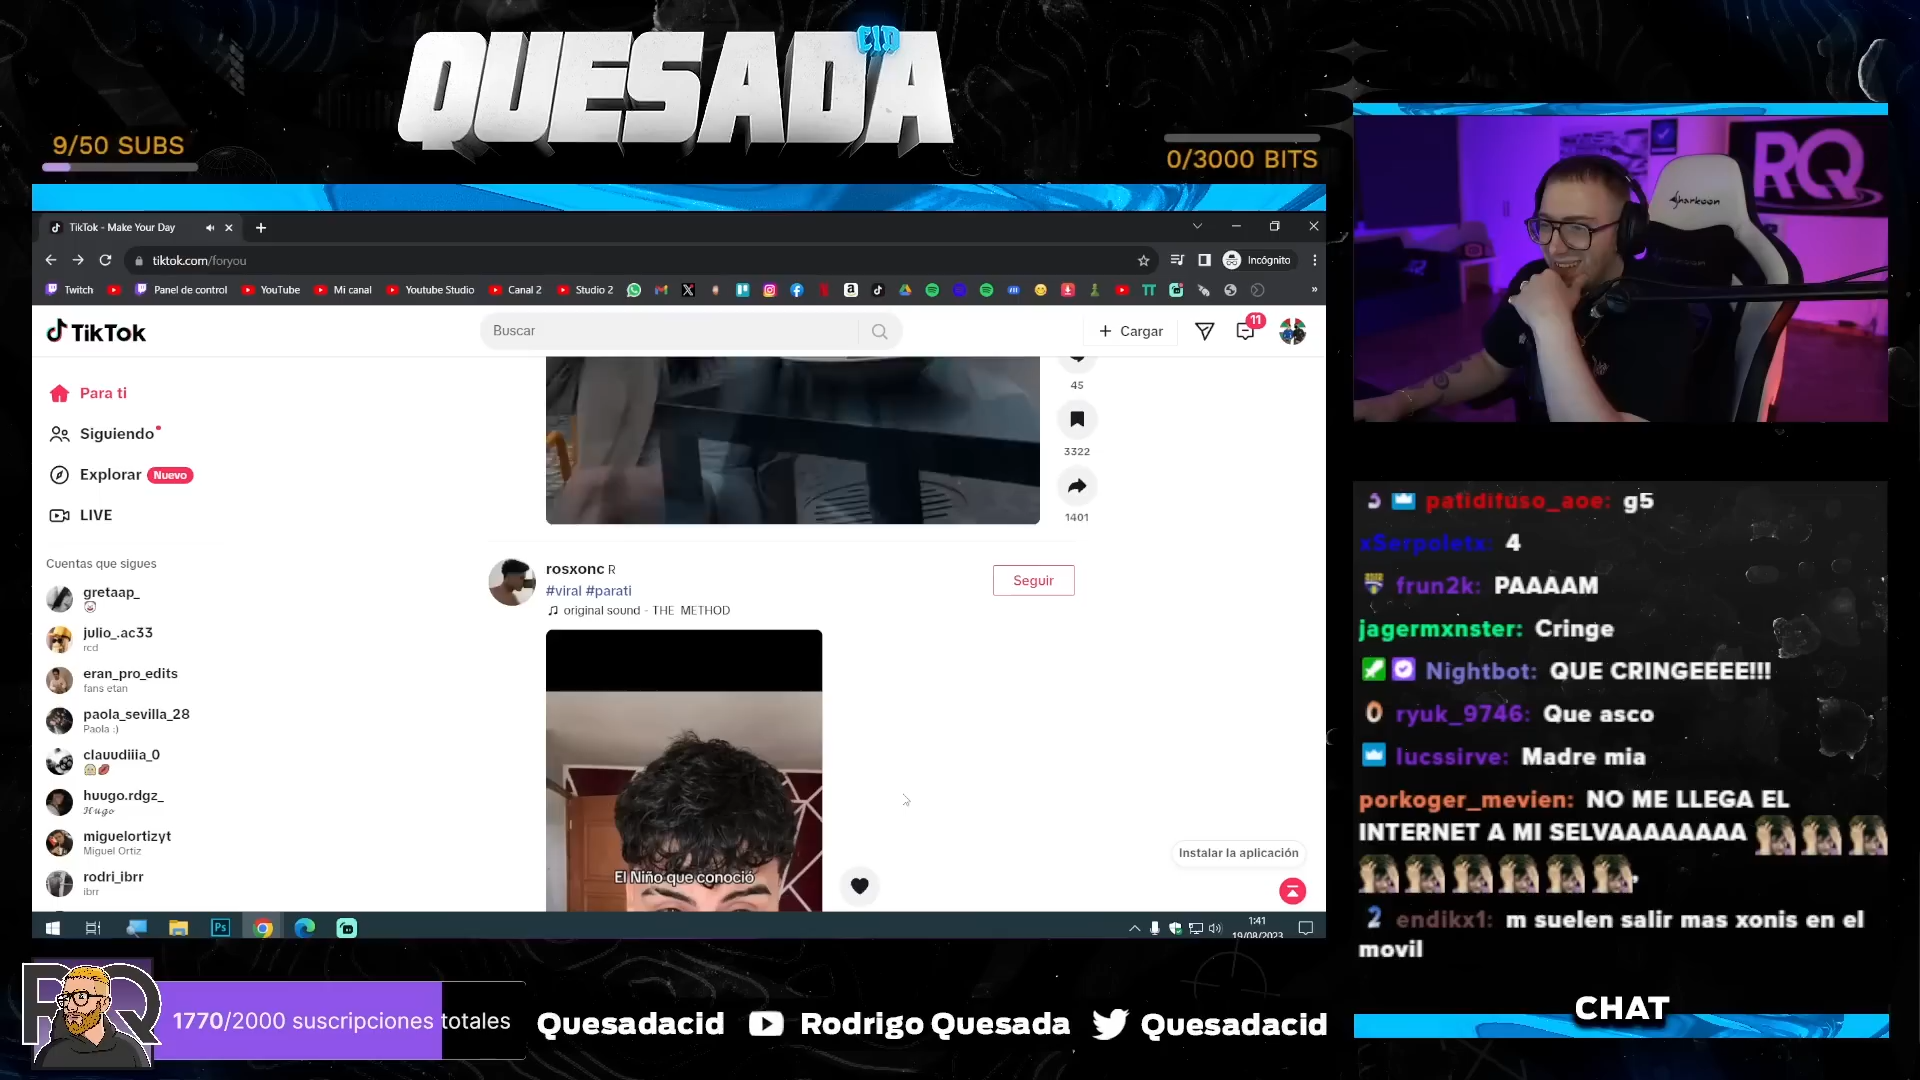 QUESADA
CID
9/50 SUBS
0/3000 BITS
TikTok - Make Your Day
tiktok.com/foryou
Incógnito
Twitch
Panel de control
YouTube
Mi canal
Youtube Studio
Canal 2
Studio 2
»
TikTok
Buscar
Cargar
11
Para ti
Siguiendo
Explorar Nuevo
LIVE
Cuentas que sigues
gretaap_
julio_.ac33
rcd
eran_pro_edits
fans etan
paola_sevilla_28
Paola :)
clauudiiia_0
huugo.rdgz_
𝓗𝓾𝓰𝓸
miguelortizyt
Miguel Ortiz
rodri_ibrr
ibrr
45
3322
1401
rosxonc R
#viral #parati
original sound - THE METHOD
Seguir
El Niño que conoció
Instalar la aplicación
Ps
1:41
19/08/2023
RQ
sharkoon
patidifuso_aoe: g5
xSerpoletx: 4
frun2k: PAAAAM
jagermxnster: Cringe
Nightbot: QUE CRINGEEEE!!!
0 ryuk_9746: Que asco
lucssirve: Madre mia
porkoger_mevien: NO ME LLEGA EL
INTERNET A MI SELVAAAAAAAA
2 endikx1: m suelen salir mas xonis en el
movil
CHAT
RQ
1770/2000 suscripciones totales
Quesadacid
Rodrigo Quesada
Quesadacid